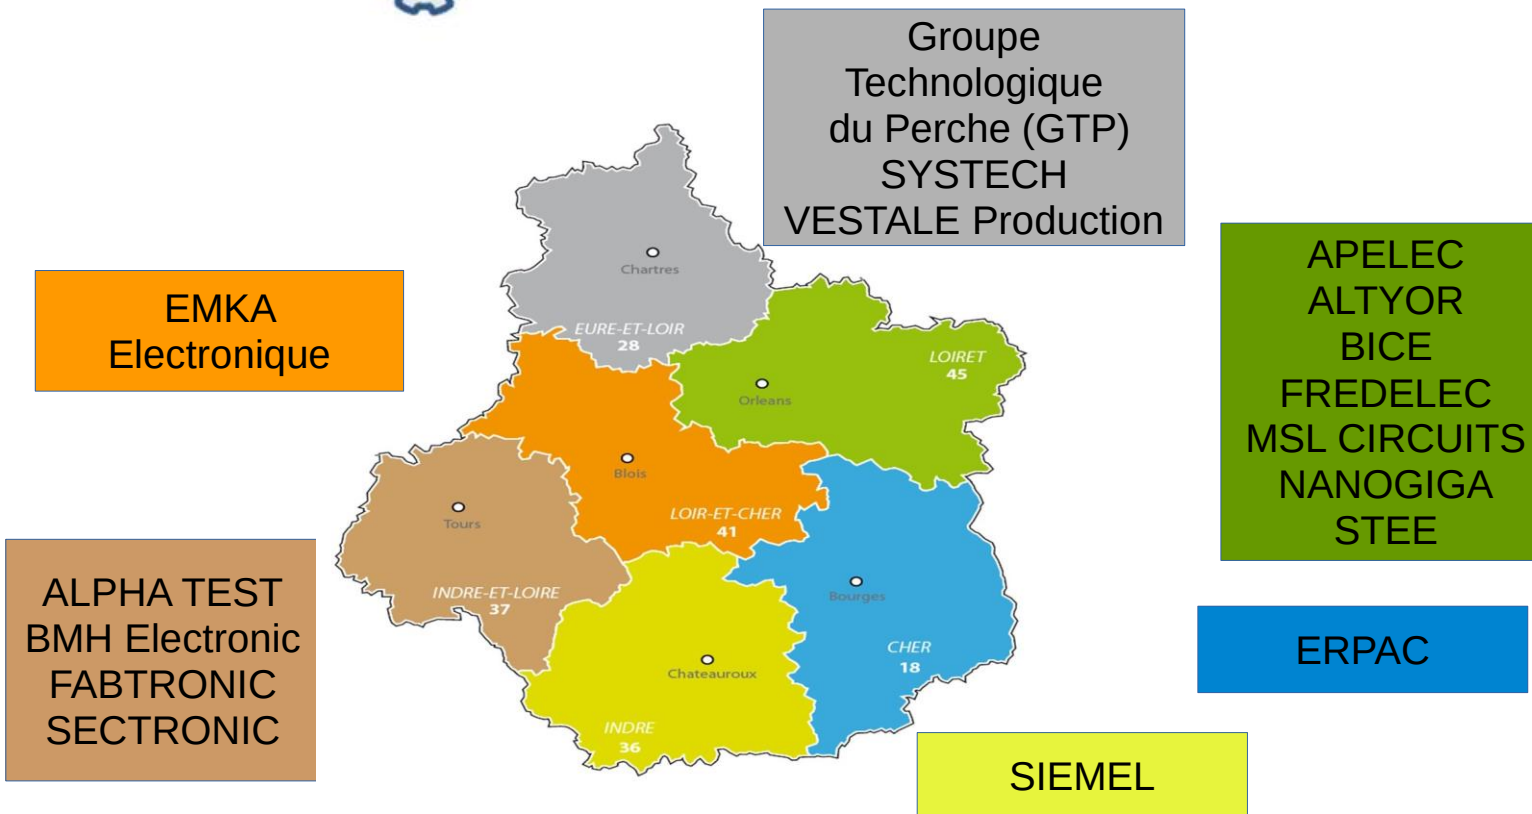 Groupe
Technologique
du Perche (GTP)
SYSTECH
VESTALE Production
EMKA
Electronique
APELEC
ALTYOR
BICE
FREDELEC
MSL CIRCUITS
NANOGIGA
STEE
ALPHA TEST
BMH Electronic
FABTRONIC
SECTRONIC
ERPAC
SIEMEL
Chartres
EURE-ET-LOIR
28
LOIRET
45
Orleans
Blois
LOIR-ET-CHER
41
Tours
INDRE-ET-LOIRE
37
Bourges
CHER
18
Chateauroux
INDRE
36